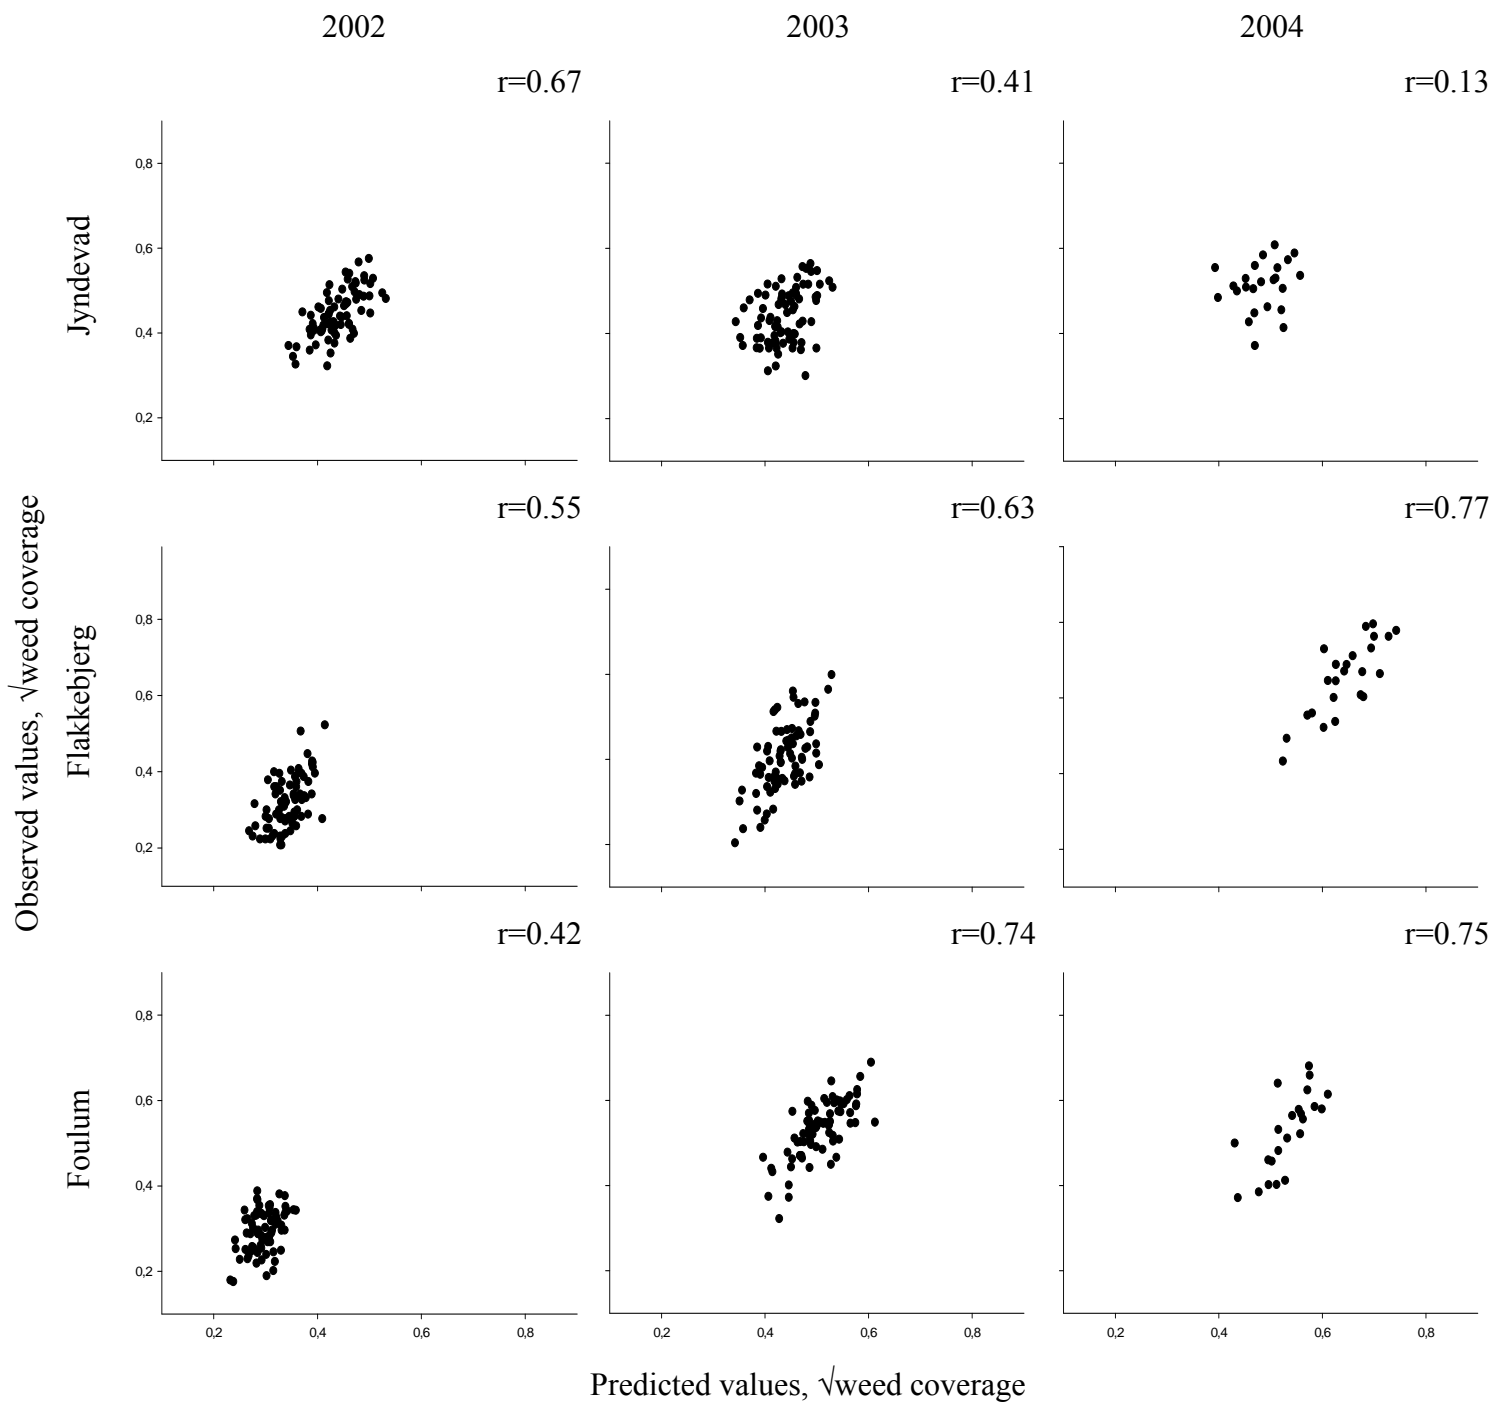 2002 2003 2004
r=0.67 r=0.41 r=0.13
Jyndevad
0,8
0,6
0,4
0,2
r=0.55 r=0.63 r=0.77
Observed values, √weed coverage
Flakkebjerg
0,8
0,6
0,4
0,2
r=0.42 r=0.74 r=0.75
Foulum
0,8
0,6
0,4
0,2
0,2 0,4 0,6 0,8 0,2 0,4 0,6 0,8 0,2 0,4 0,6 0,8
Predicted values, √weed coverage